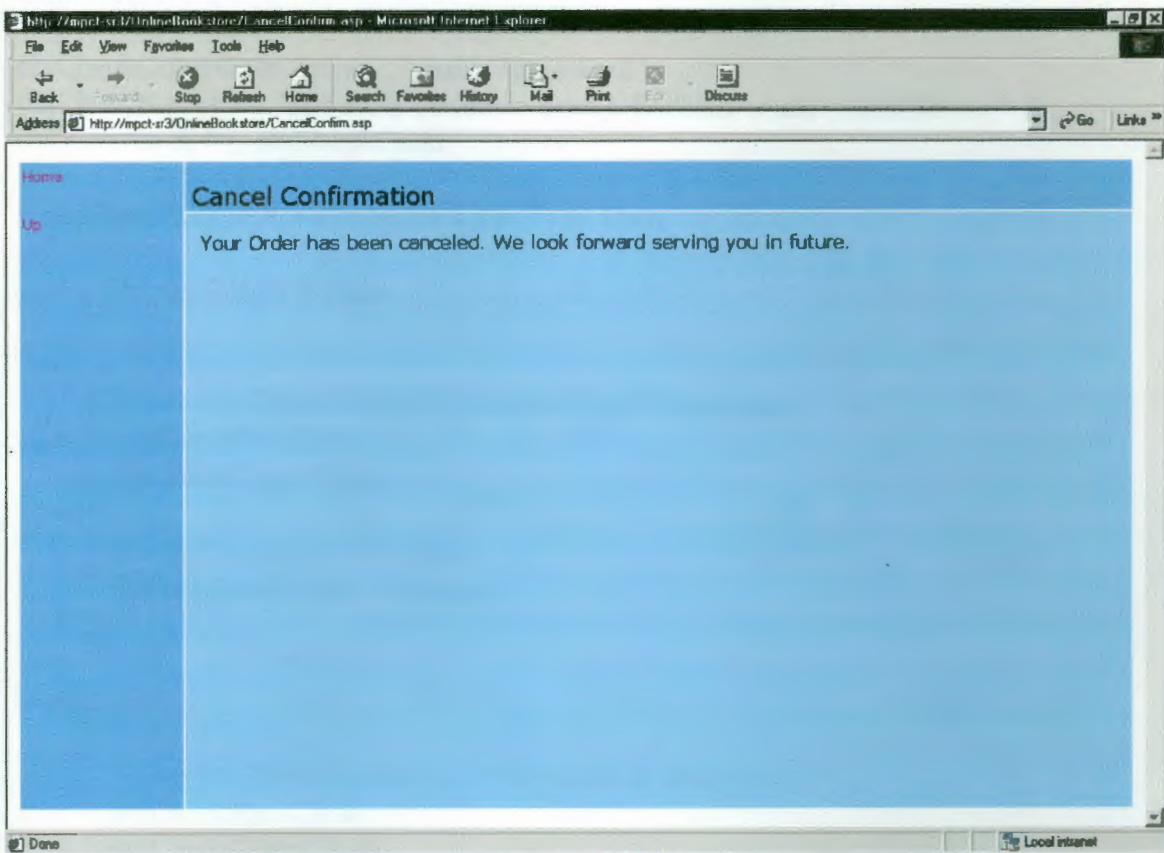 http://mpct-sr3/OnlineBookstore/CancelConfirm.asp - Microsoft Internet Explorer
File Edit View Favorites Tools Help
Back Forward Stop Refresh Home Search Favorites History Mail Print Edit Discuss
Address http://mpct-sr3/OnlineBookstore/CancelConfirm.asp Go Links »
Home
Cancel Confirmation
Up
Your Order has been canceled. We look forward serving you in future.
Done Local intranet